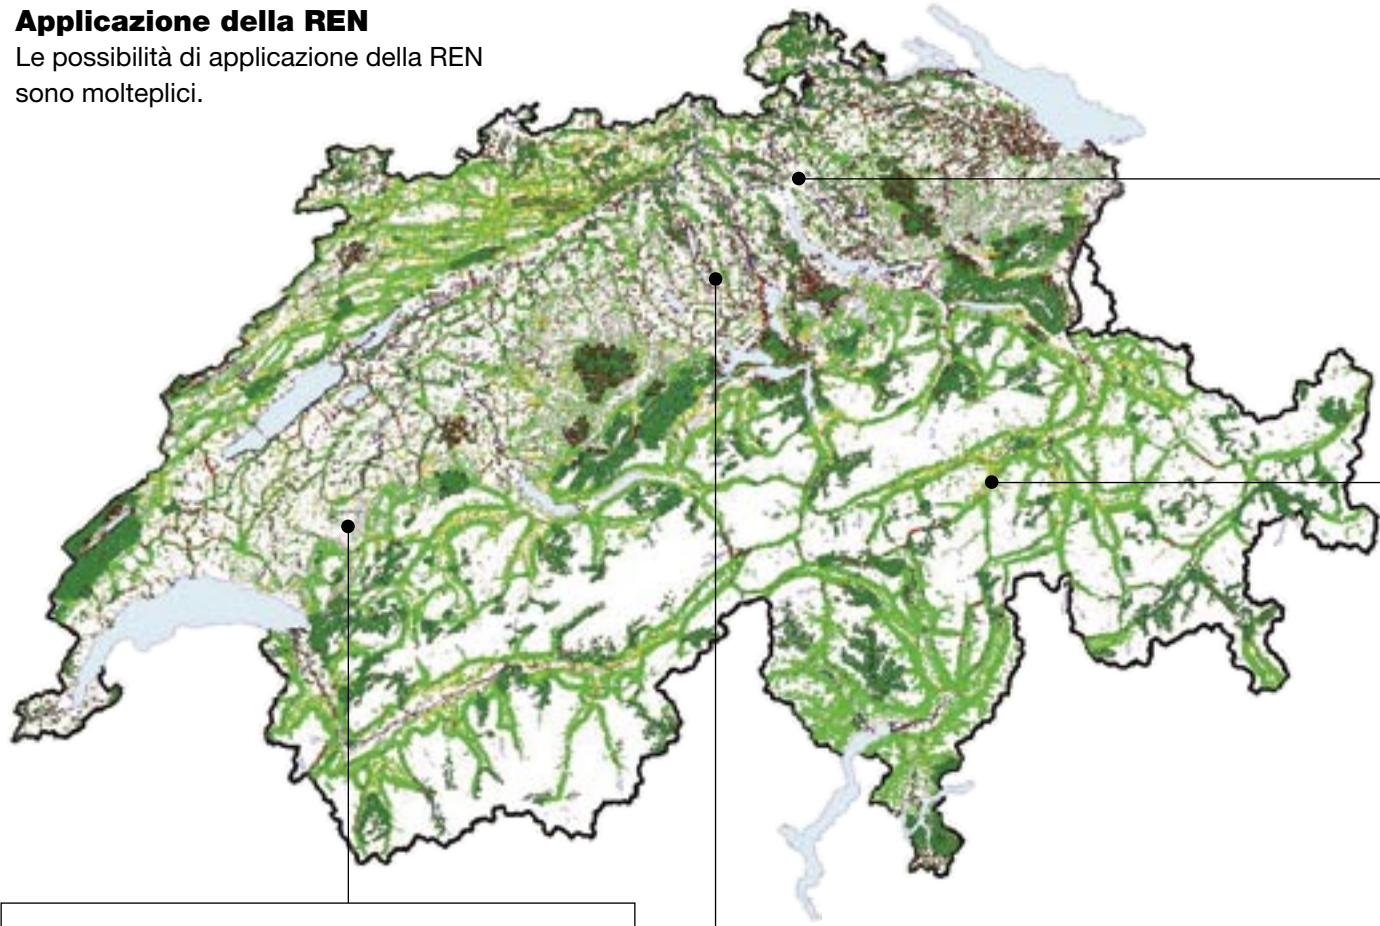 Applicazione della REN
Le possibilità di applicazione della REN
sono molteplici.